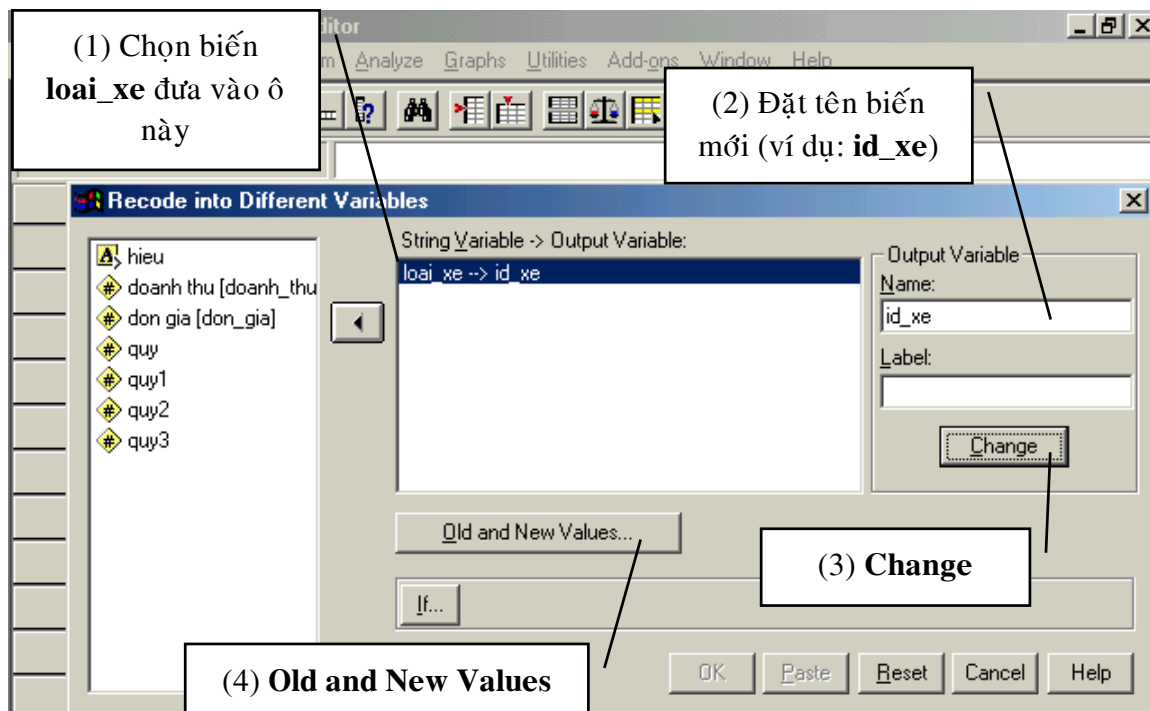 (1) Chọn biến
loai_xe đưa vào ô
này
itor
m Analyze Graphs Utilities Add-ons Window Help
(2) Đặt tên biến
mới (ví dụ: id_xe)
Recode into Different Variables
hieu
doanh thu [doanh_thu
don gia [don_gia]
quy
quy1
quy2
quy3
String Variable -> Output Variable:
loai_xe --> id_xe
Output Variable
Name:
id_xe
Label:
Change
Old and New Values...
(3) Change
If...
(4) Old and New Values
OK Paste Reset Cancel Help